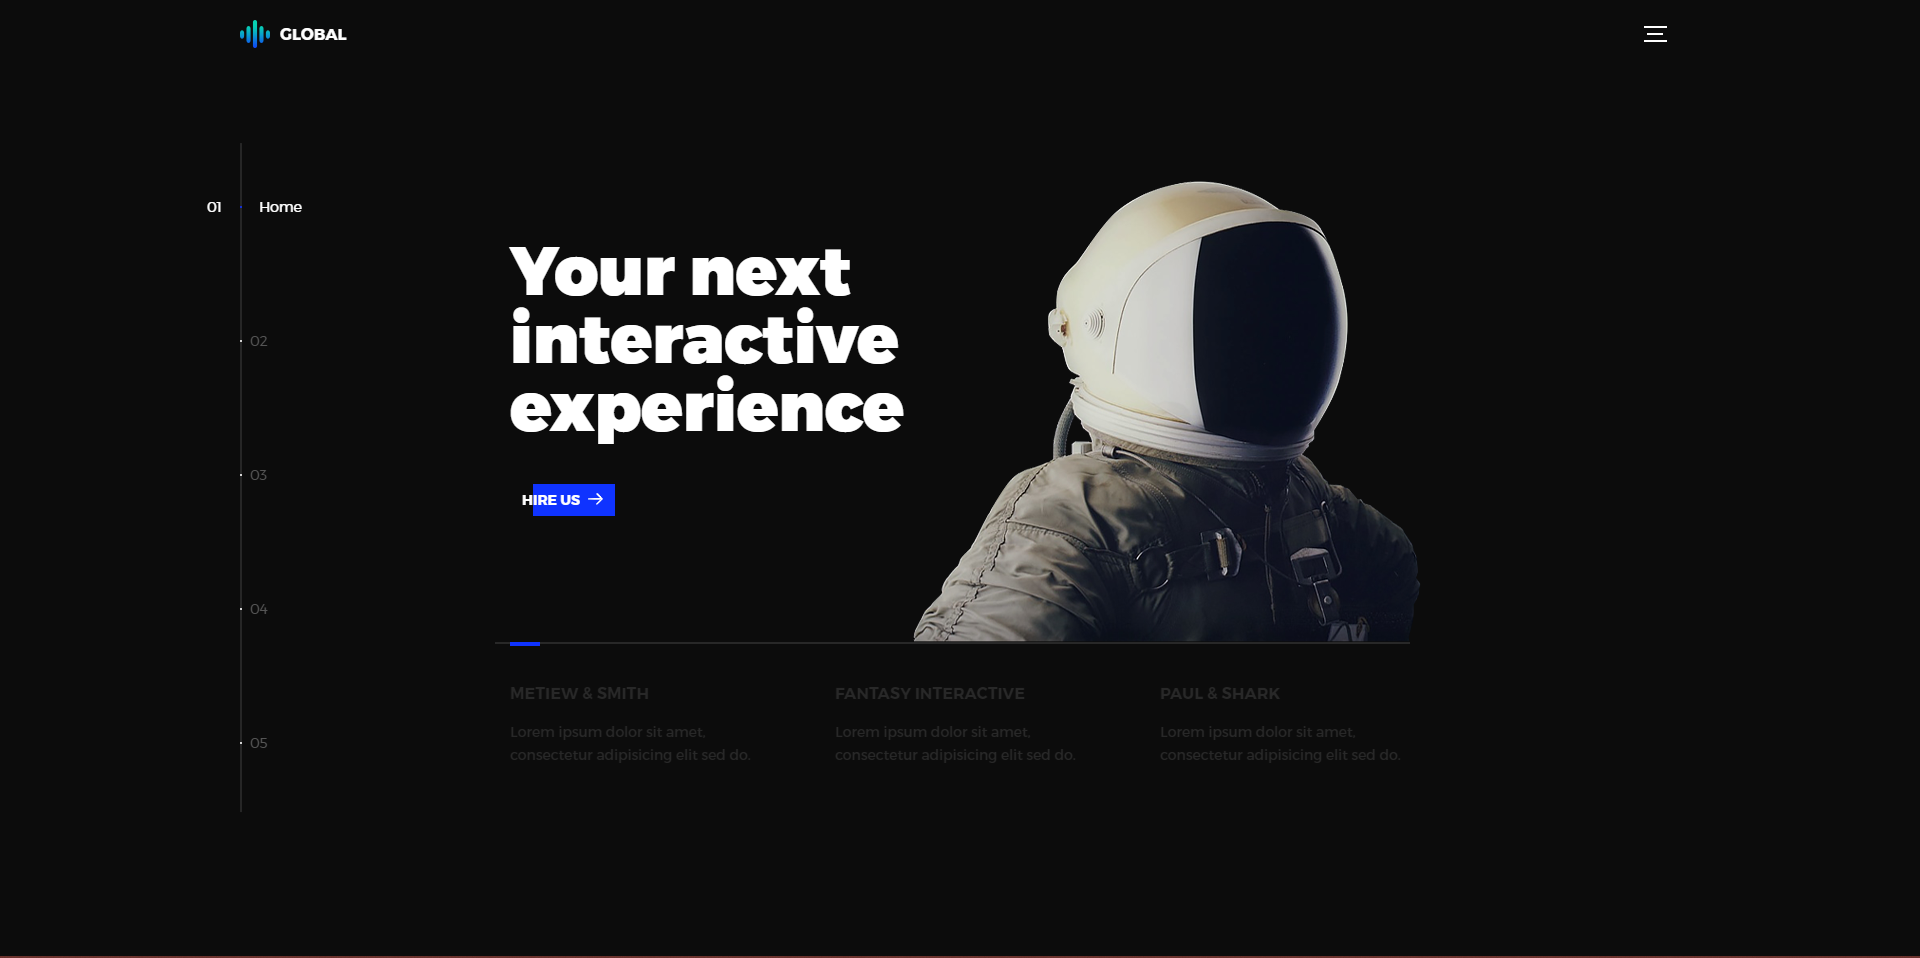 GLOBAL
01 Home
Your next
interactive
experience
02
03
HIRE US
04
METIEW & SMITH
Lorem ipsum dolor sit amet,
consectetur adipisicing elit sed do.
FANTASY INTERACTIVE
Lorem ipsum dolor sit amet,
consectetur adipisicing elit sed do.
PAUL & SHARK
Lorem ipsum dolor sit amet,
consectetur adipisicing elit sed do.
05